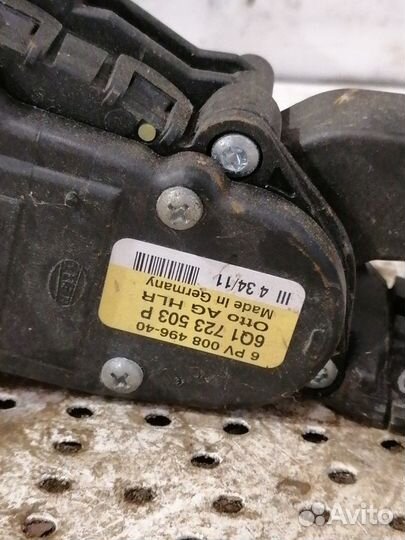 6 PV 008 496-40
6Q1 723 503 P
Otto AG HLR
Made in Germany
III 4 34/11
Avito